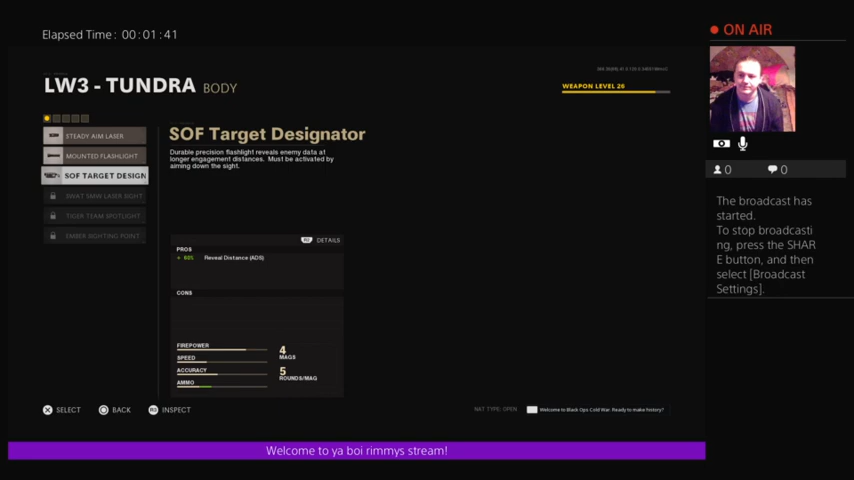 Elapsed Time : 00:01:41
ON AIR
LW3 - TUNDRA BODY
WEAPON LEVEL 26
STEADY AIM LASER
MOUNTED FLASHLIGHT
SOF TARGET DESIGN
SWAT 5MW LASER SIGHT
TIGER TEAM SPOTLIGHT
EMBER SIGHTING POINT
SOF Target Designator
Durable precision flashlight reveals enemy data at
longer engagement distances. Must be activated by
aiming down the sight.
DETAILS
PROS
Reveal Distance (ADS)
CONS
FIREPOWER
SPEED
ACCURACY
AMMO
4
MAGS
5
ROUNDS/MAG
SELECT
BACK
INSPECT
NAT TYPE: OPEN
Welcome to Black Ops Cold War. Ready to make history?
0
0
The broadcast has
started.
To stop broadcasti
ng, press the SHAR
E button, and then
select [Broadcast
Settings].
Welcome to ya boi rimmys stream!